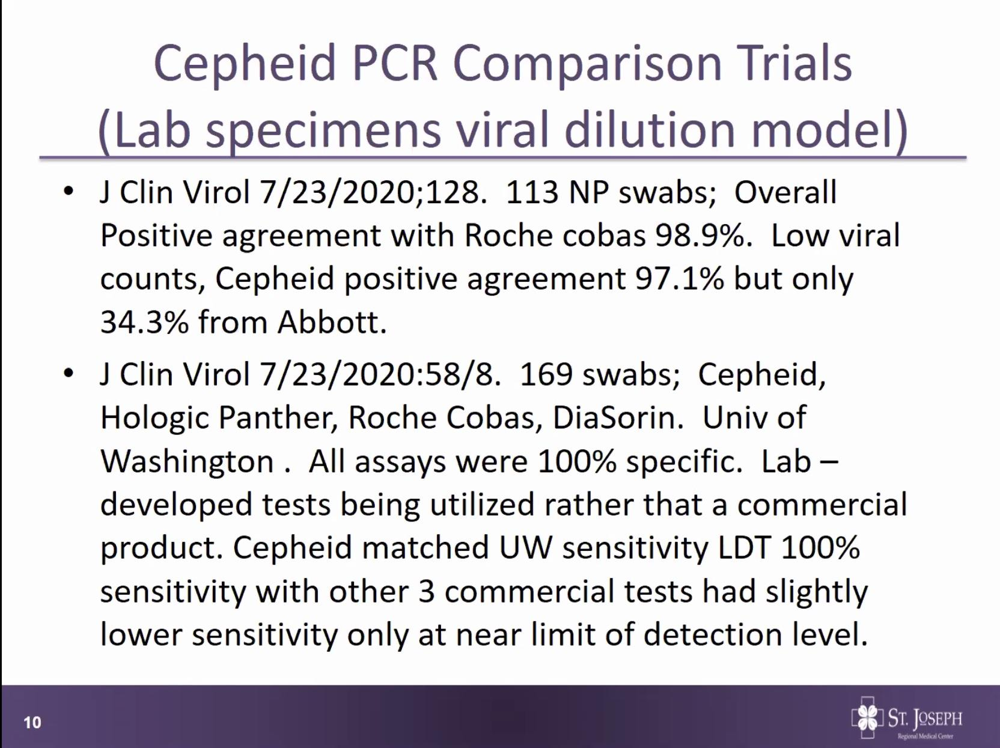 Cepheid PCR Comparison Trials
(Lab specimens viral dilution model)
• J Clin Virol 7/23/2020;128.  113 NP swabs;  Overall
Positive agreement with Roche cobas 98.9%.  Low viral
counts, Cepheid positive agreement 97.1% but only
34.3% from Abbott.
• J Clin Virol 7/23/2020:58/8.  169 swabs;  Cepheid,
Hologic Panther, Roche Cobas, DiaSorin.  Univ of
Washington .  All assays were 100% specific.  Lab –
developed tests being utilized rather that a commercial
product. Cepheid matched UW sensitivity LDT 100%
sensitivity with other 3 commercial tests had slightly
lower sensitivity only at near limit of detection level.
10
ST. JOSEPH
Regional Medical Center